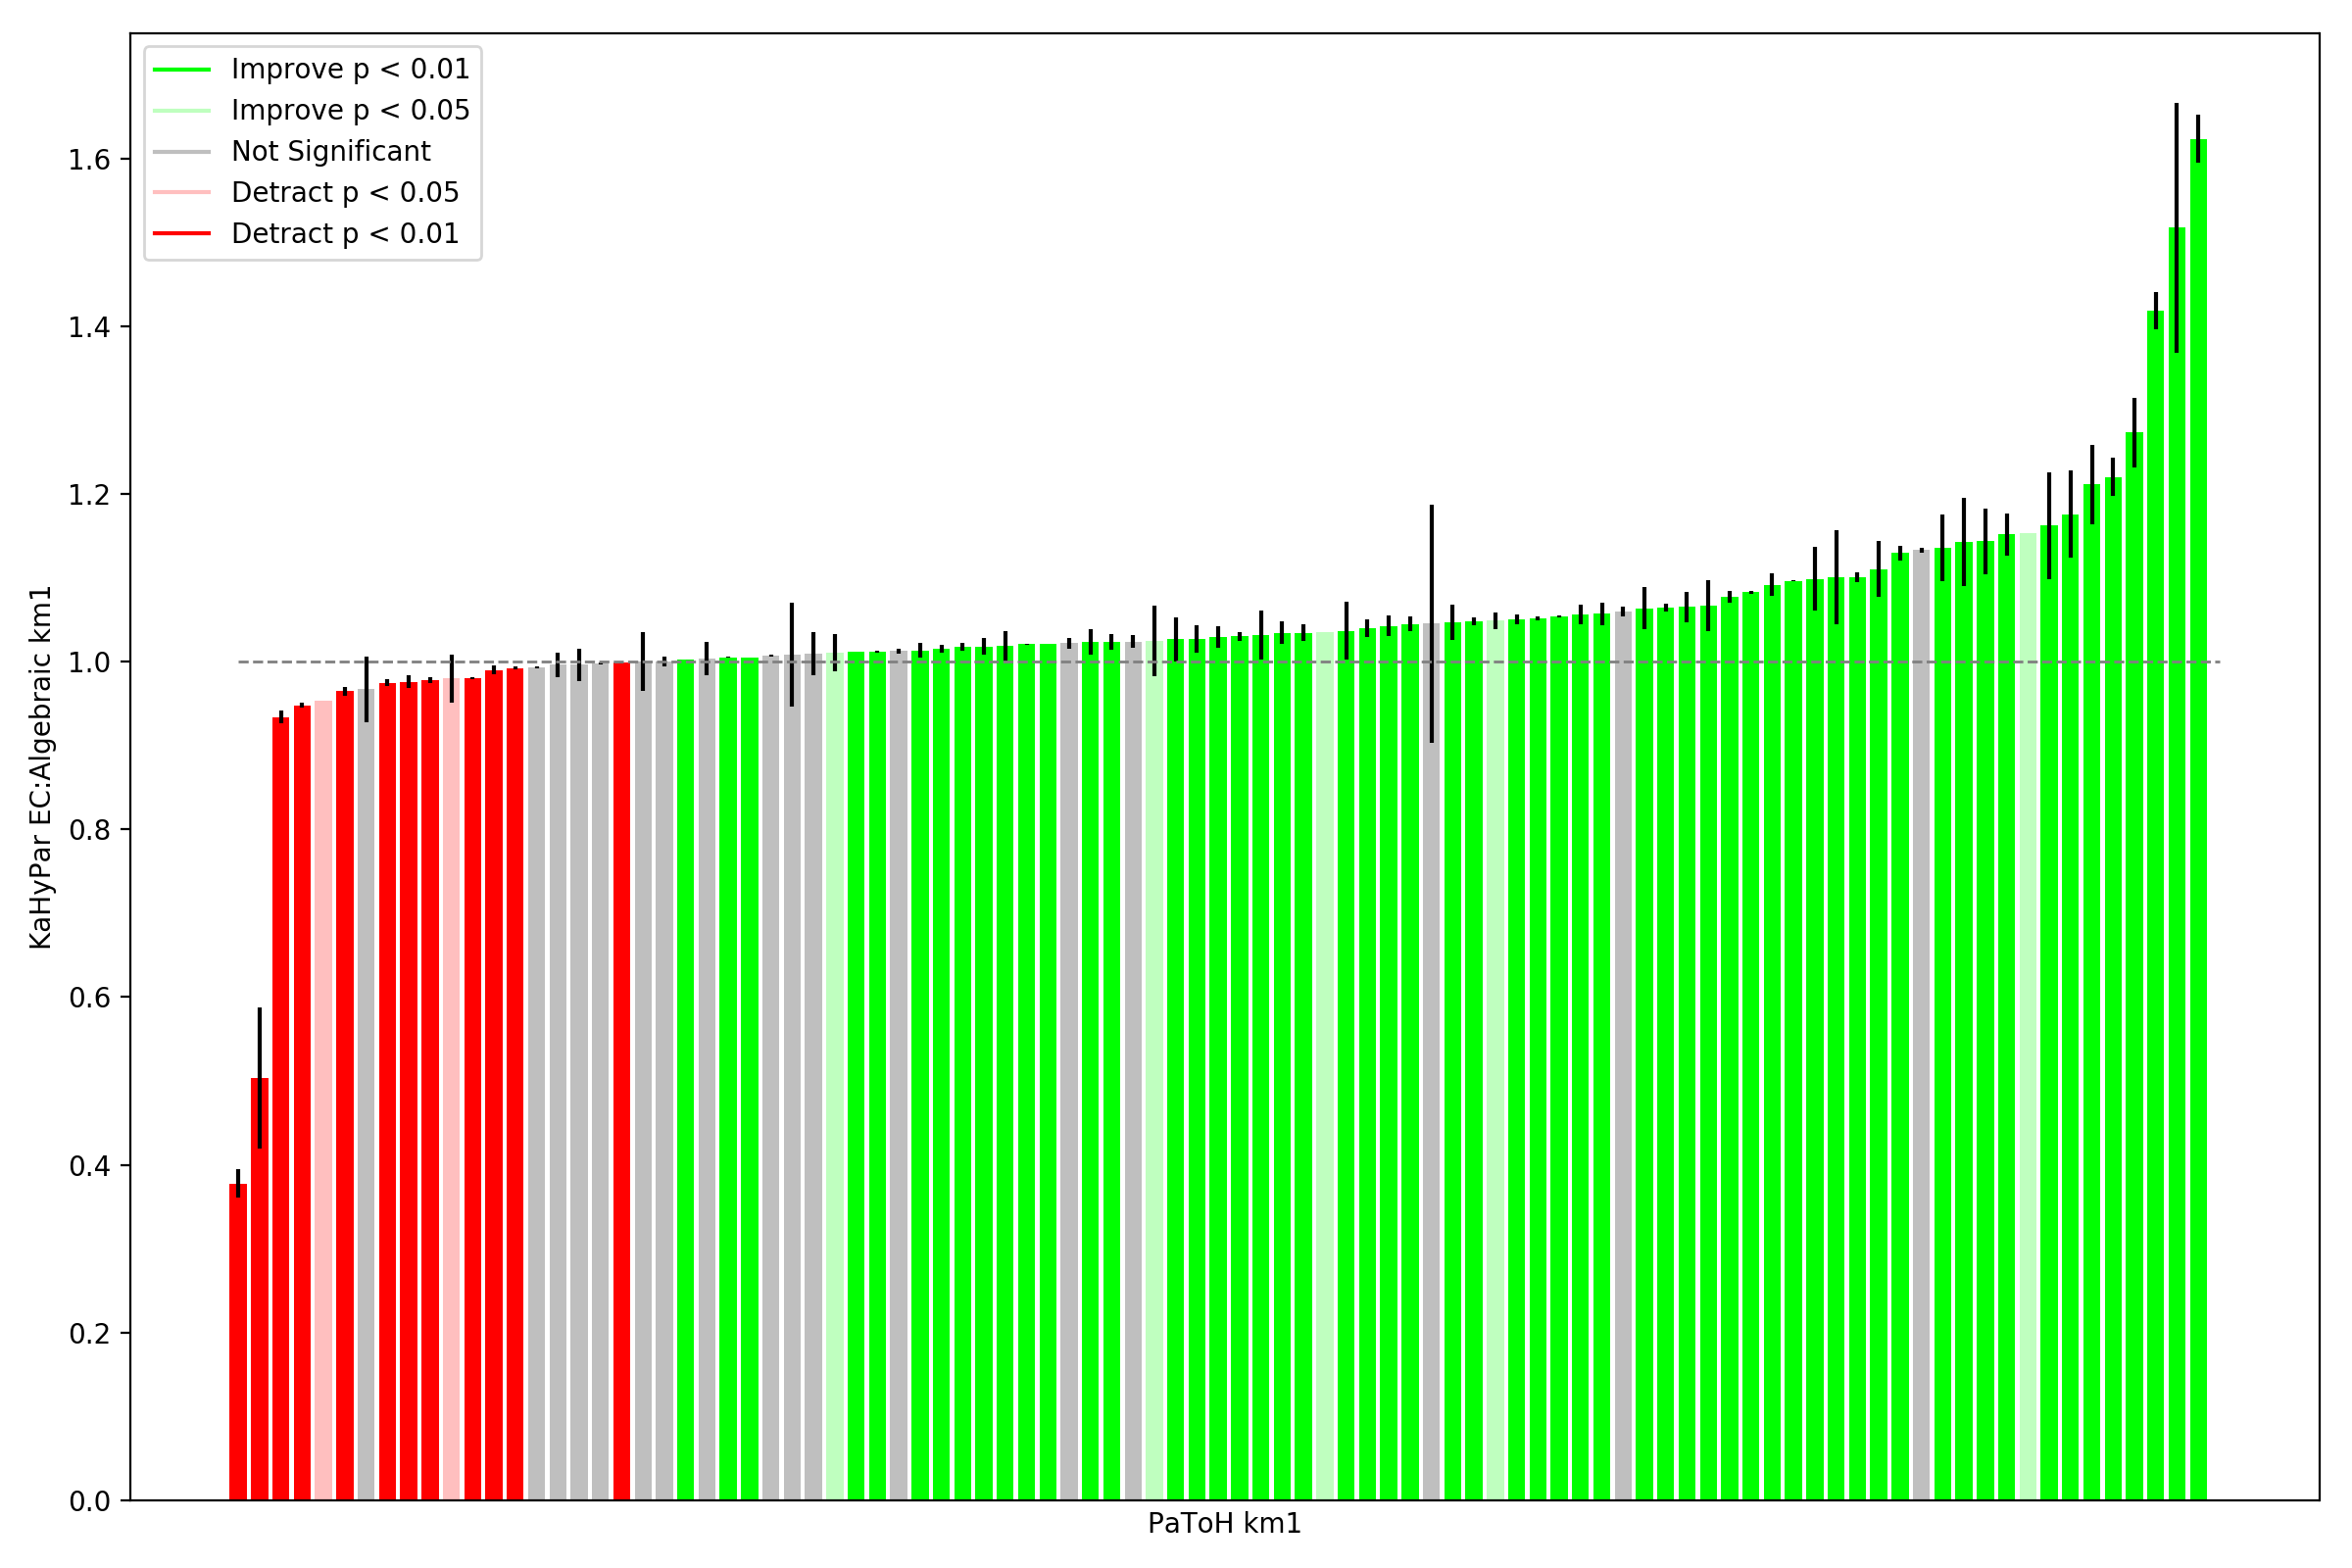 Improve p < 0.01
Improve p < 0.05
Not Significant
Detract p < 0.05
Detract p < 0.01
1.6
1.4
1.2
1.0
0.8
0.6
0.4
0.2
0.0
KaHyPar EC:Algebraic km1
PaToH km1